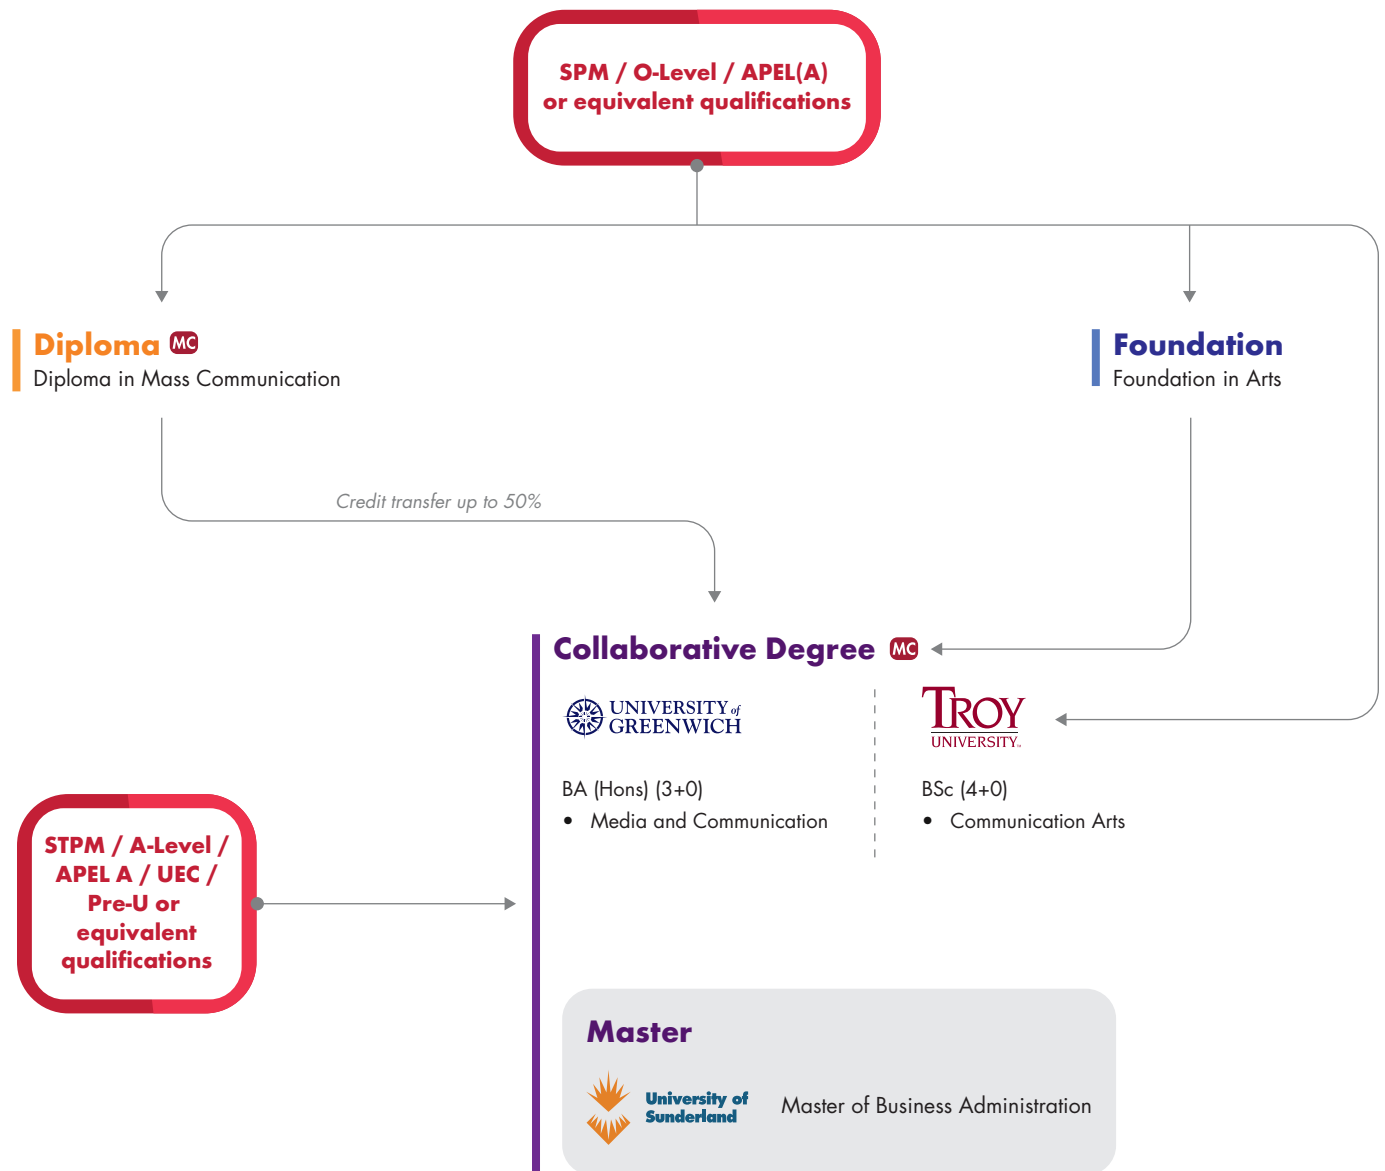 SPM / O-Level / APEL(A)
or equivalent qualifications
Diploma MC
Diploma in Mass Communication
Foundation
Foundation in Arts
Credit transfer up to 50%
Collaborative Degree MC
UNIVERSITY of
GREENWICH
BA (Hons) (3+0)
• Media and Communication
TROY
UNIVERSITY
BSc (4+0)
• Communication Arts
STPM / A-Level /
APEL A / UEC /
Pre-U or
equivalent
qualifications
Master
University of
Sunderland
Master of Business Administration